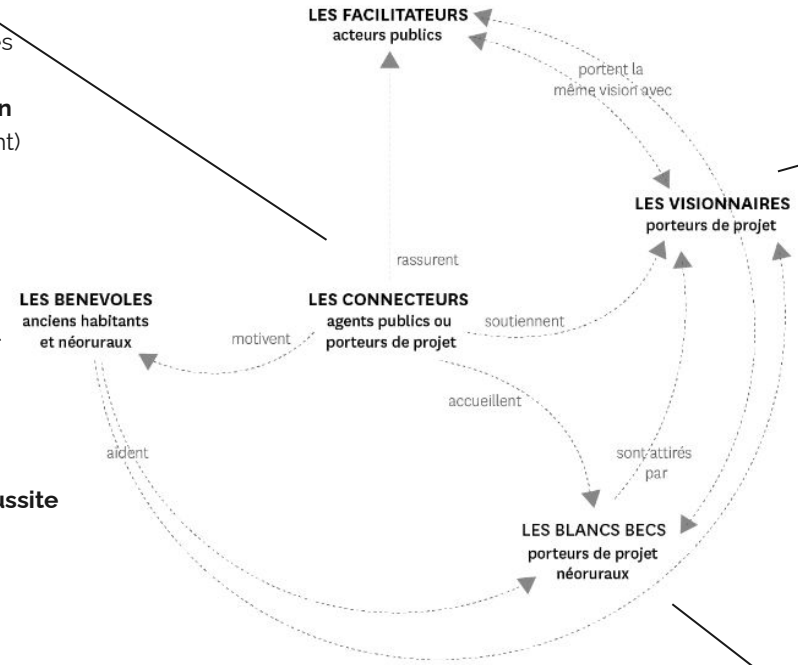 LES FACILITATEURS
acteurs publics
es
n
nt)
portent la
même vision avec
LES VISIONNAIRES
porteurs de projet
rassurent
LES BENEVOLES
anciens habitants
et néoruraux
motivent
LES CONNECTEURS
agents publics ou
porteurs de projet
soutiennent
accueillent
aident
sont attirés
par
ussite
LES BLANCS BECS
porteurs de projet
néoruraux